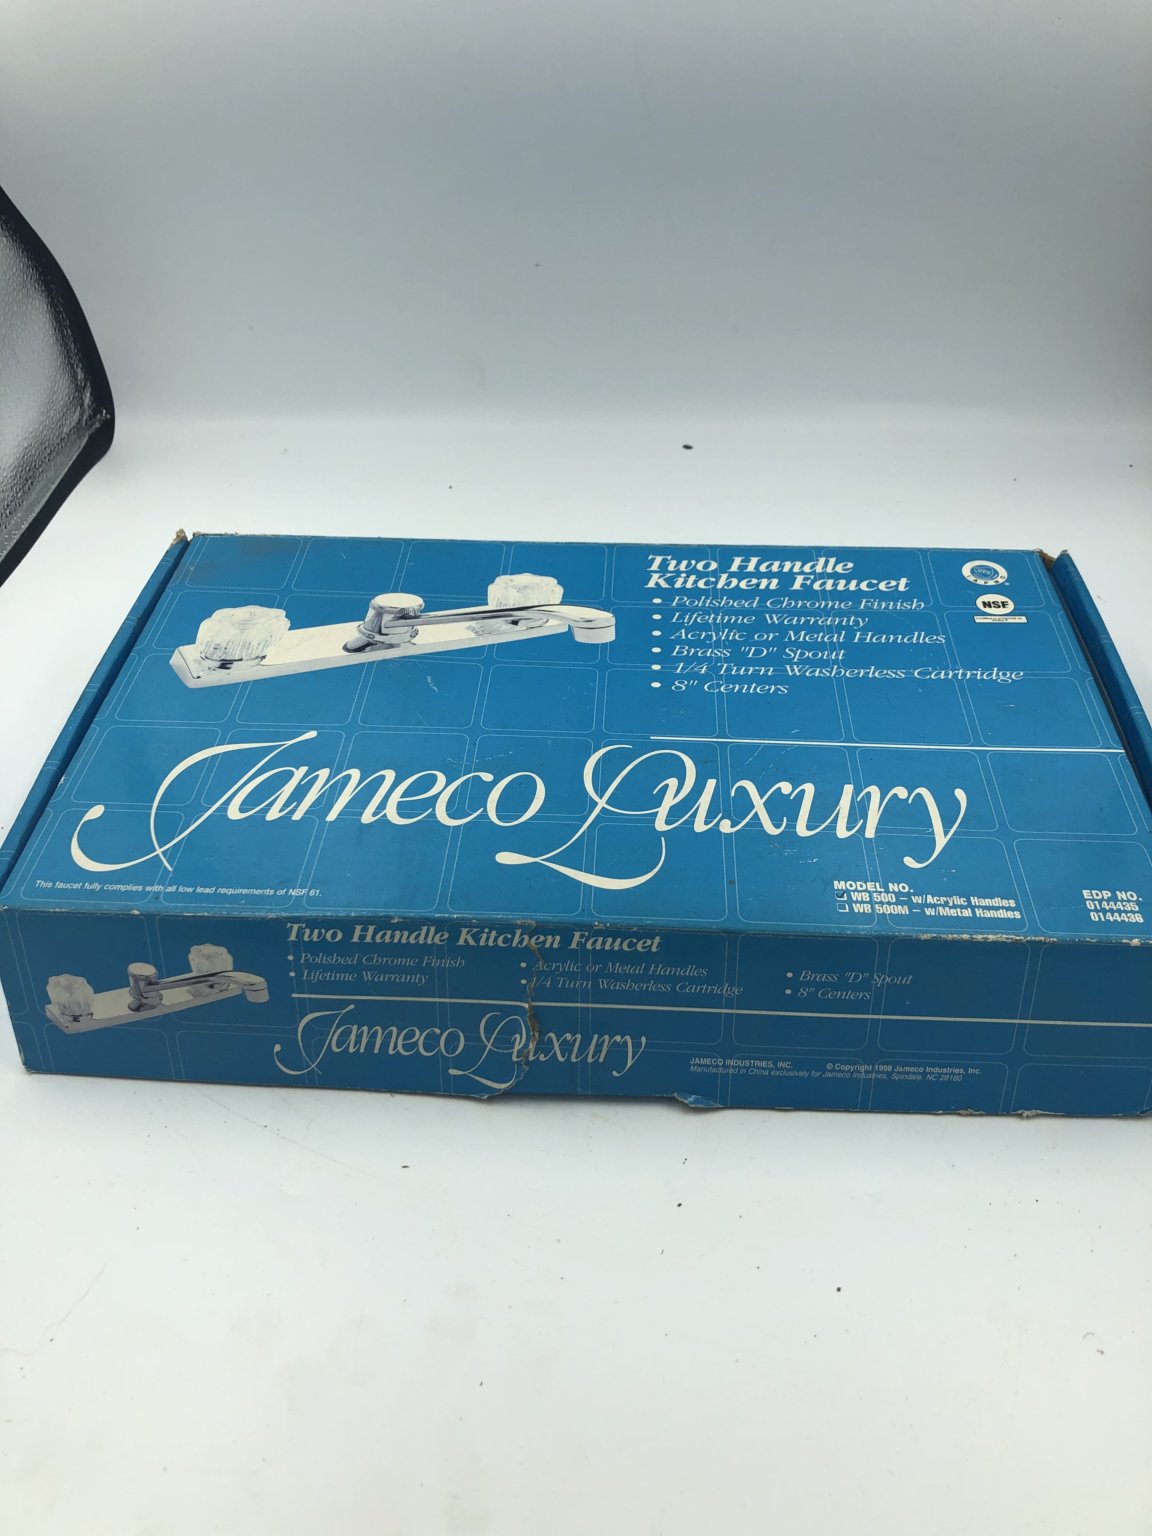 Two Handle
Kitchen Faucet
• Polished Chrome Finish
• Lifetime Warranty
• Acrylic or Metal Handles
• Brass "D" Spout
• 1/4 Turn Washerless Cartridge
• 8" Centers
NSF
Jameco Luxury
This faucet fully complies with all low lead requirements of NSF 61.
MODEL NO.
WB 500 – w/Acrylic Handles
WB 500M – w/Metal Handles
EDP NO.
0144435
0144436
Two Handle Kitchen Faucet
• Polished Chrome Finish
• Lifetime Warranty
• Acrylic or Metal Handles
• 1/4 Turn Washerless Cartridge
• Brass "D" Spout
• 8" Centers
Jameco Luxury
JAMECO INDUSTRIES, INC. © Copyright 1998 Jameco Industries, Inc.
Manufactured in China exclusively for Jameco Industries. Spindale, NC 28160